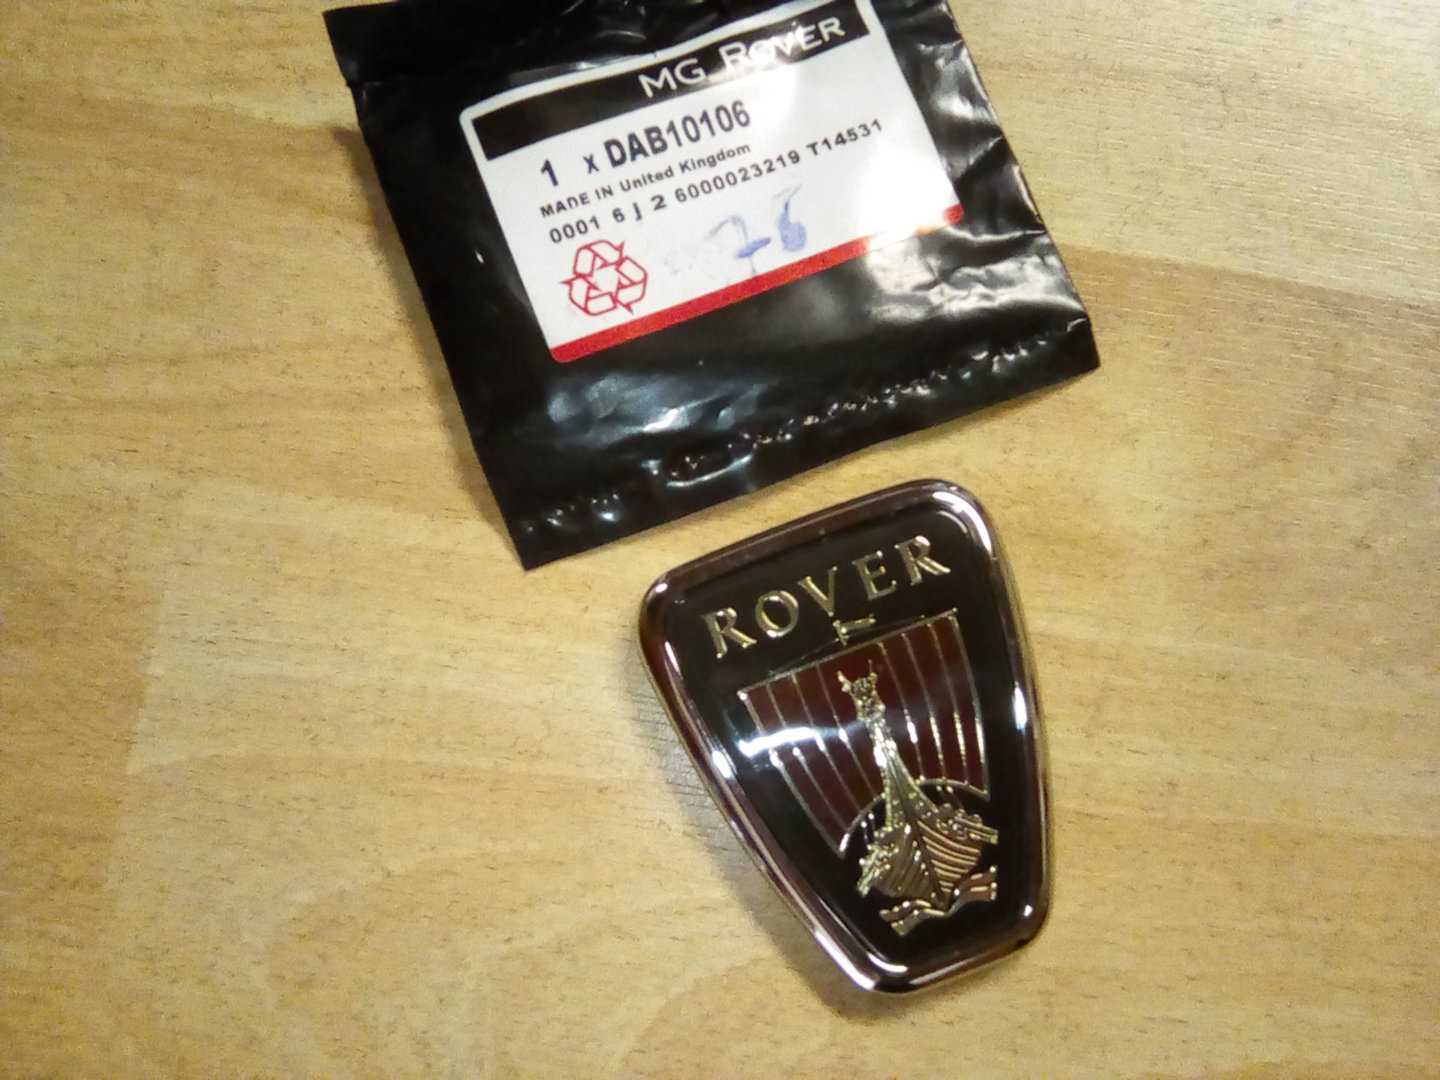 MG ROVER
1 x DAB10106
MADE IN United Kingdom
0001 6 J 2 6000023219 T14531
ROVER